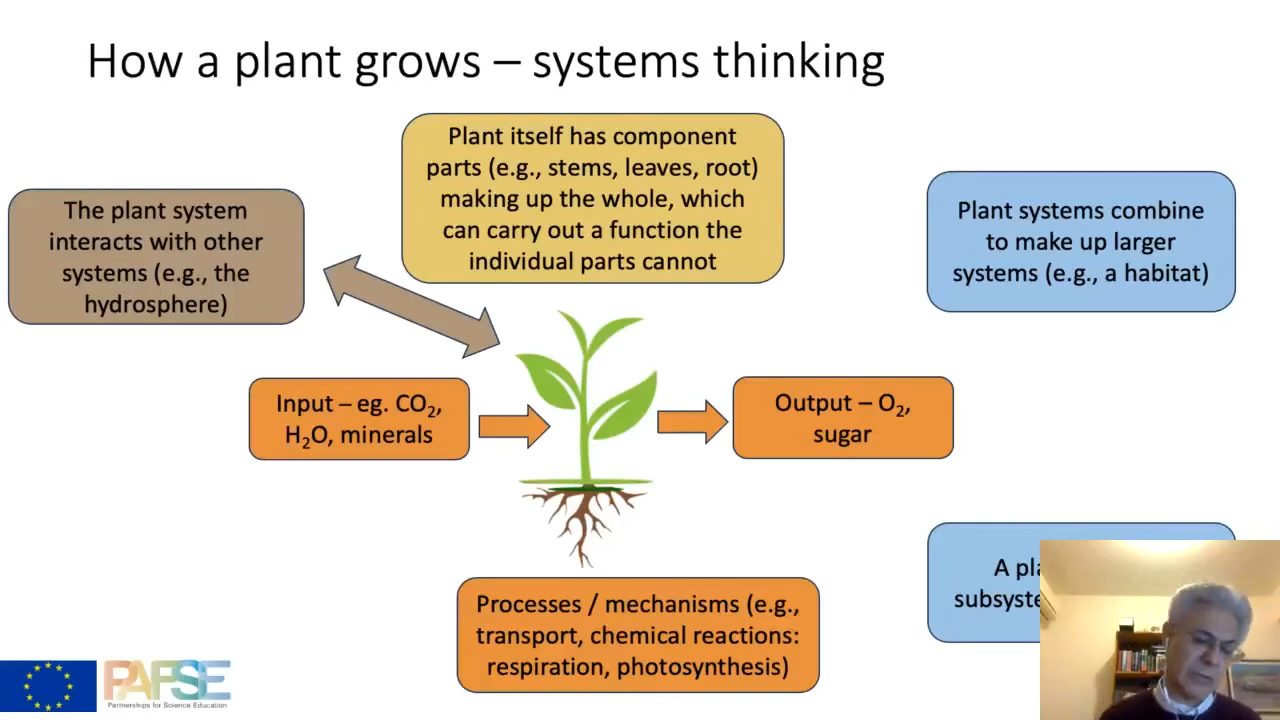 How a plant grows – systems thinking
Plant itself has component
parts (e.g., stems, leaves, root)
making up the whole, which
can carry out a function the
individual parts cannot
The plant system
interacts with other
systems (e.g., the
hydrosphere)
Plant systems combine
to make up larger
systems (e.g., a habitat)
Input – eg. CO₂,
H₂O, minerals
Output – O₂,
sugar
A
Processes / mechanisms (e.g.,
transport, chemical reactions:
respiration, photosynthesis)
PAFSE
Partnerships for Science Education